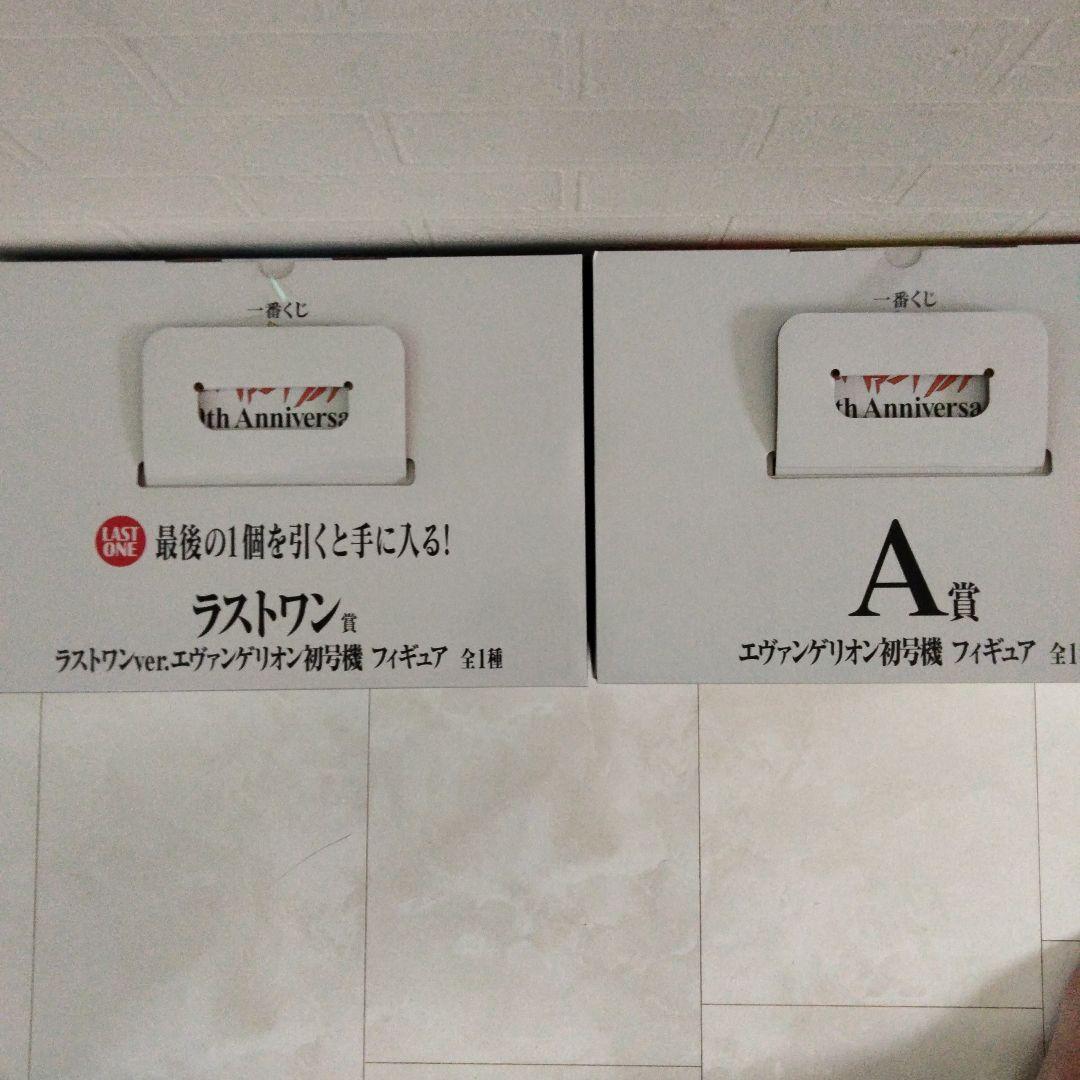 一番くじ
th Anniversa
LAST
ONE
最後の1個を引くと手に入る!
ラストワン賞
ラストワンver.エヴァンゲリオン初号機 フィギュア 全1種
一番くじ
th Anniversa
A賞
エヴァンゲリオン初号機 フィギュア 全1